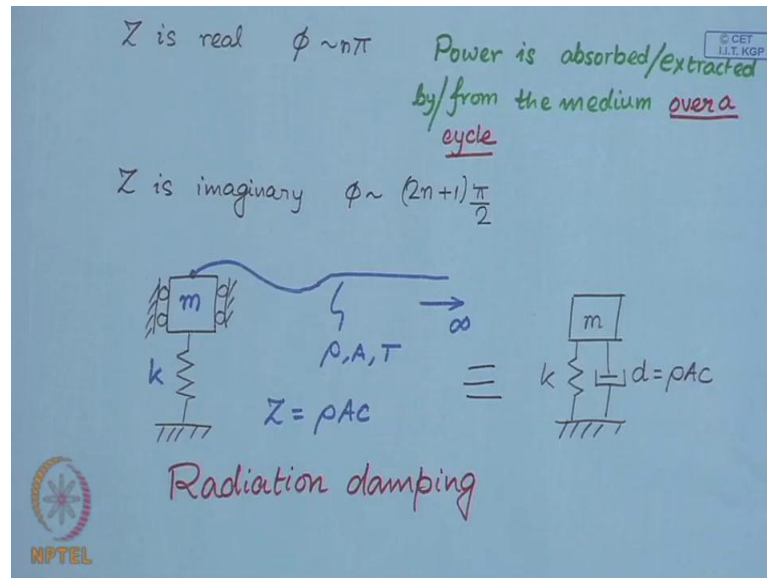 Z is real φ ~ nπ
© CET
I.I.T. KGP
Power is absorbed/extracted
by/from the medium over a
cycle
Z is imaginary φ ~ (2n+1) π/2
m
∞
ρ, A, T
k
Z = ρAC
≡
m
k
d = ρAC
Radiation damping
NPTEL